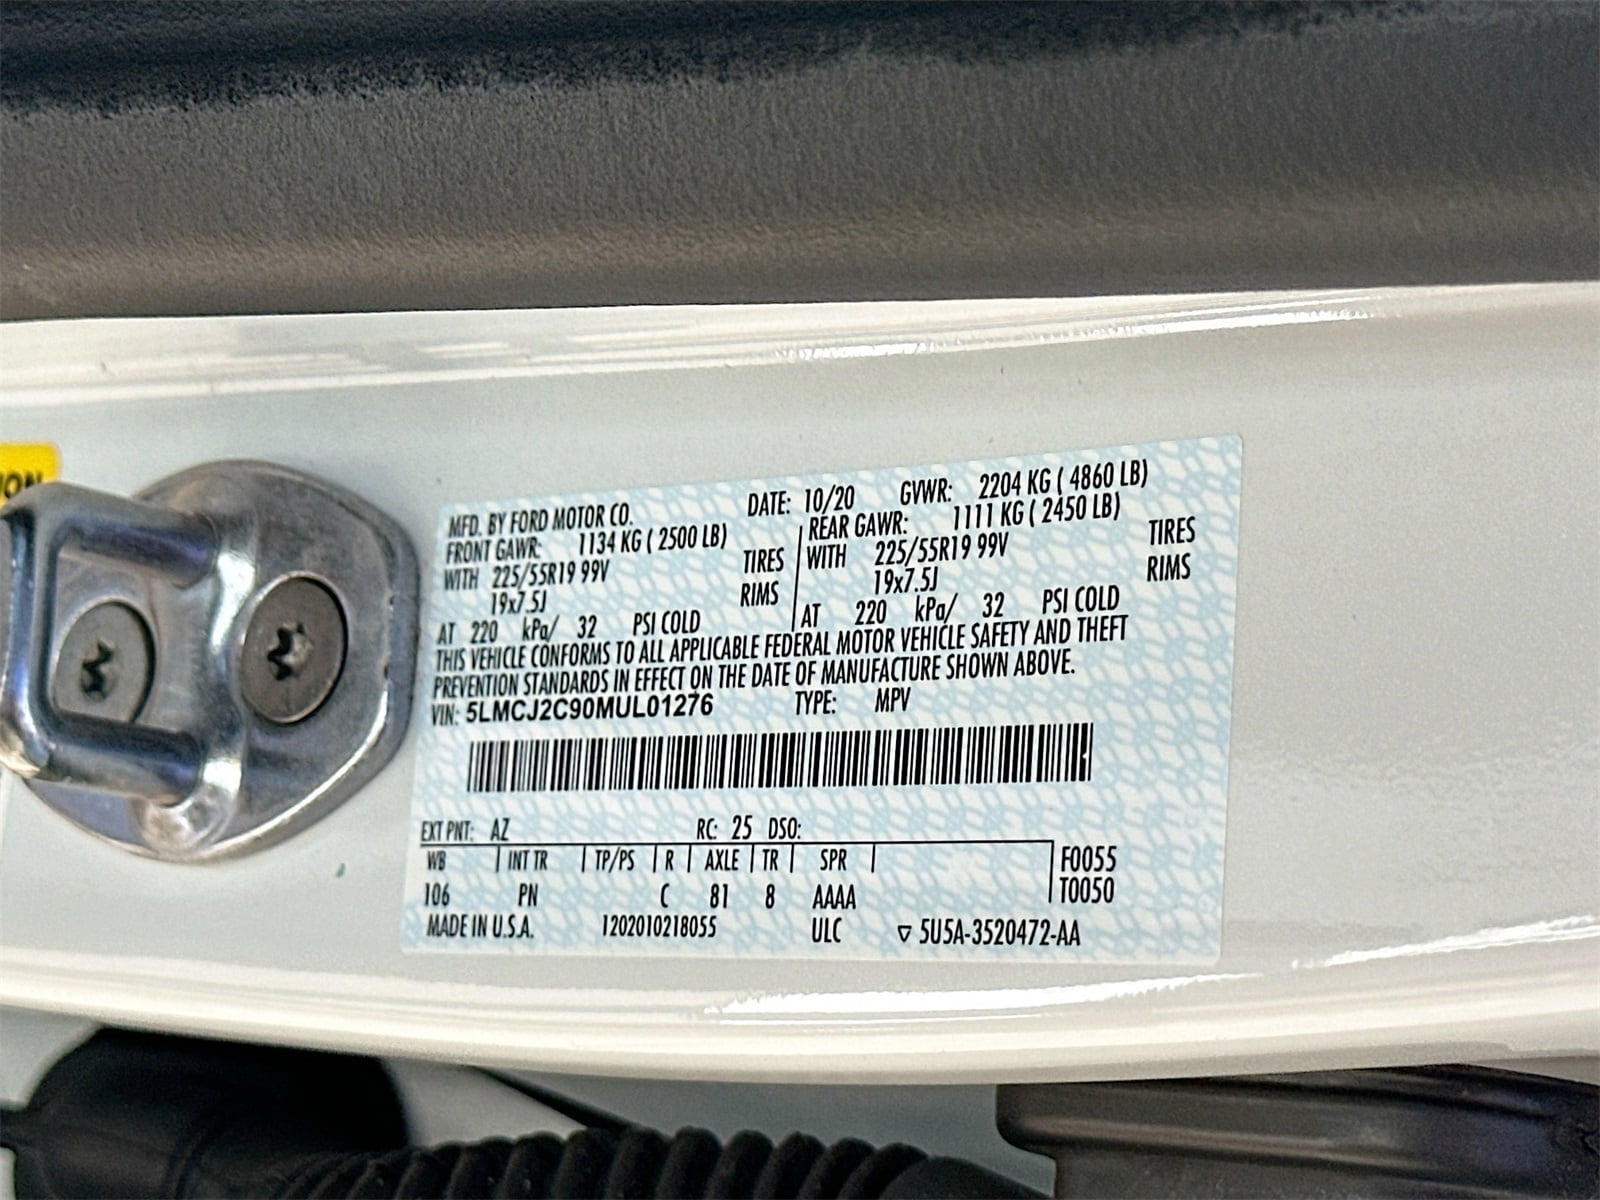 MFD. BY FORD MOTOR CO. DATE: 10/20 GVWR: 2204 KG ( 4860 LB)
FRONT GAWR: 1134 KG ( 2500 LB) REAR GAWR: 1111 KG ( 2450 LB)
WITH 225/55R19 99V TIRES WITH 225/55R19 99V TIRES
19x7.5J RIMS 19x7.5J RIMS
AT 220 kPa/ 32 PSI COLD AT 220 kPa/ 32 PSI COLD
THIS VEHICLE CONFORMS TO ALL APPLICABLE FEDERAL MOTOR VEHICLE SAFETY AND THEFT
PREVENTION STANDARDS IN EFFECT ON THE DATE OF MANUFACTURE SHOWN ABOVE.
VIN: 5LMCJ2C90MUL01276 TYPE: MPV
EXT PNT: AZ RC: 25 DSO:
WB INT TR TP/PS R AXLE TR SPR F0055
106 PN C 81 8 AAAA T0050
MADE IN U.S.A. 1202010218055 ULC ▽ 5U5A-3520472-AA